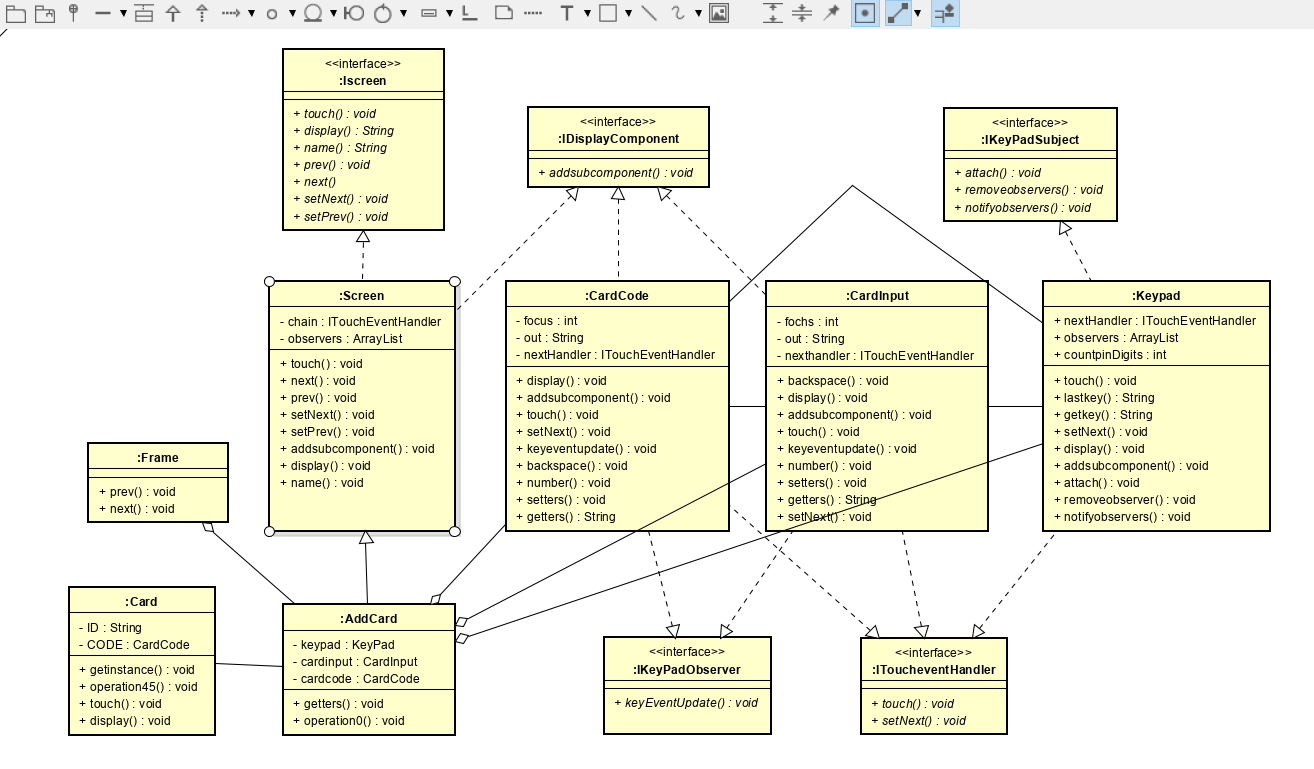 T
<<interface>>
:Iscreen
+ touch() : void
+ display() : String
+ name() : String
+ prev() : void
+ next()
+ setNext() : void
+ setPrev() : void
<<interface>>
:IDisplayComponent
+ addsubcomponent() : void
<<interface>>
:IKeyPadSubject
+ attach() : void
+ removeobservers() : void
+ notifyobservers() : void
:Screen
- chain : ITouchEventHandler
- observers : ArrayList
+ touch() : void
+ next() : void
+ prev() : void
+ setNext() : void
+ setPrev() : void
+ addsubcomponent() : void
+ display() : void
+ name() : void
:CardCode
- focus : int
- out : String
- nextHandler : ITouchEventHandler
+ display() : void
+ addsubcomponent() : void
+ touch() : void
+ setNext() : void
+ keyeventupdate() : void
+ backspace() : void
+ number() : void
+ setters() : void
+ getters() : String
:CardInput
- fochs : int
- out : String
- nexthandler : ITouchEventHandler
+ backspace() : void
+ display() : void
+ addsubcomponent() : void
+ touch() : void
+ keyeventupdate() : void
+ number() : void
+ setters() : void
+ getters() : String
+ setNext() : void
:Keypad
+ nextHandler : ITouchEventHandler
+ observers : ArrayList
+ countpinDigits : int
+ touch() : void
+ lastkey() : String
+ getkey() : String
+ setNext() : void
+ display() : void
+ addsubcomponent() : void
+ attach() : void
+ removeobserver() : void
+ notifyobservers() : void
:Frame
+ prev() : void
+ next() : void
:Card
- ID : String
- CODE : CardCode
+ getinstance() : void
+ operation45() : void
+ touch() : void
+ display() : void
:AddCard
- keypad : KeyPad
- cardinput : CardInput
- cardcode : CardCode
+ getters() : void
+ operation0() : void
<<interface>>
:IKeyPadObserver
+ keyEventUpdate() : void
<<interface>>
:IToucheventHandler
+ touch() : void
+ setNext() : void